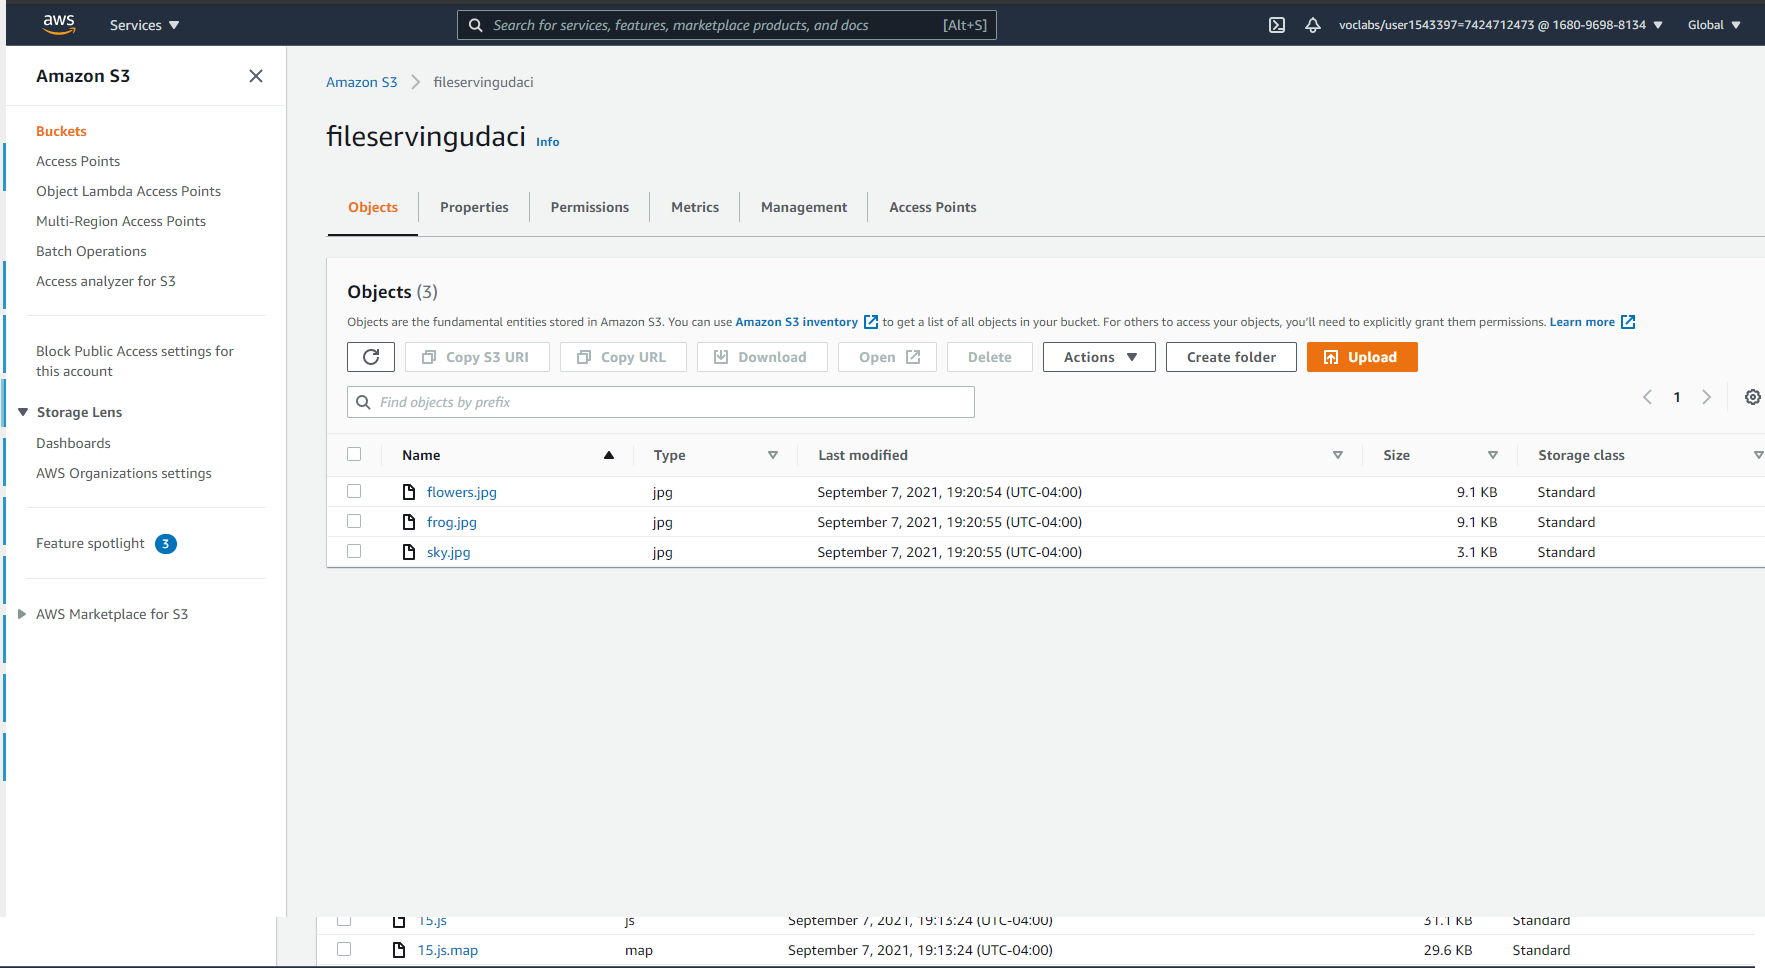 aws Services Search for services, features, marketplace products, and docs [Alt+S] voclabs/user1543397=7424712473 @ 1680-9698-8134 Global
Amazon S3
Buckets
Access Points
Object Lambda Access Points
Multi-Region Access Points
Batch Operations
Access analyzer for S3
Block Public Access settings for
this account
Storage Lens
Dashboards
AWS Organizations settings
Feature spotlight 3
AWS Marketplace for S3
Amazon S3 fileservingudaci
fileservingudaci Info
Objects Properties Permissions Metrics Management Access Points
Objects (3)
Objects are the fundamental entities stored in Amazon S3. You can use Amazon S3 inventory to get a list of all objects in your bucket. For others to access your objects, you'll need to explicitly grant them permissions. Learn more
Copy S3 URI Copy URL Download Open Delete Actions Create folder Upload
Find objects by prefix 1
Name Type Last modified Size Storage class
flowers.jpg jpg September 7, 2021, 19:20:54 (UTC-04:00) 9.1 KB Standard
frog.jpg jpg September 7, 2021, 19:20:55 (UTC-04:00) 9.1 KB Standard
sky.jpg jpg September 7, 2021, 19:20:55 (UTC-04:00) 3.1 KB Standard
15.js js September 7, 2021, 19:13:24 (UTC-04:00) 31.1 KB Standard
15.js.map map September 7, 2021, 19:13:24 (UTC-04:00) 29.6 KB Standard